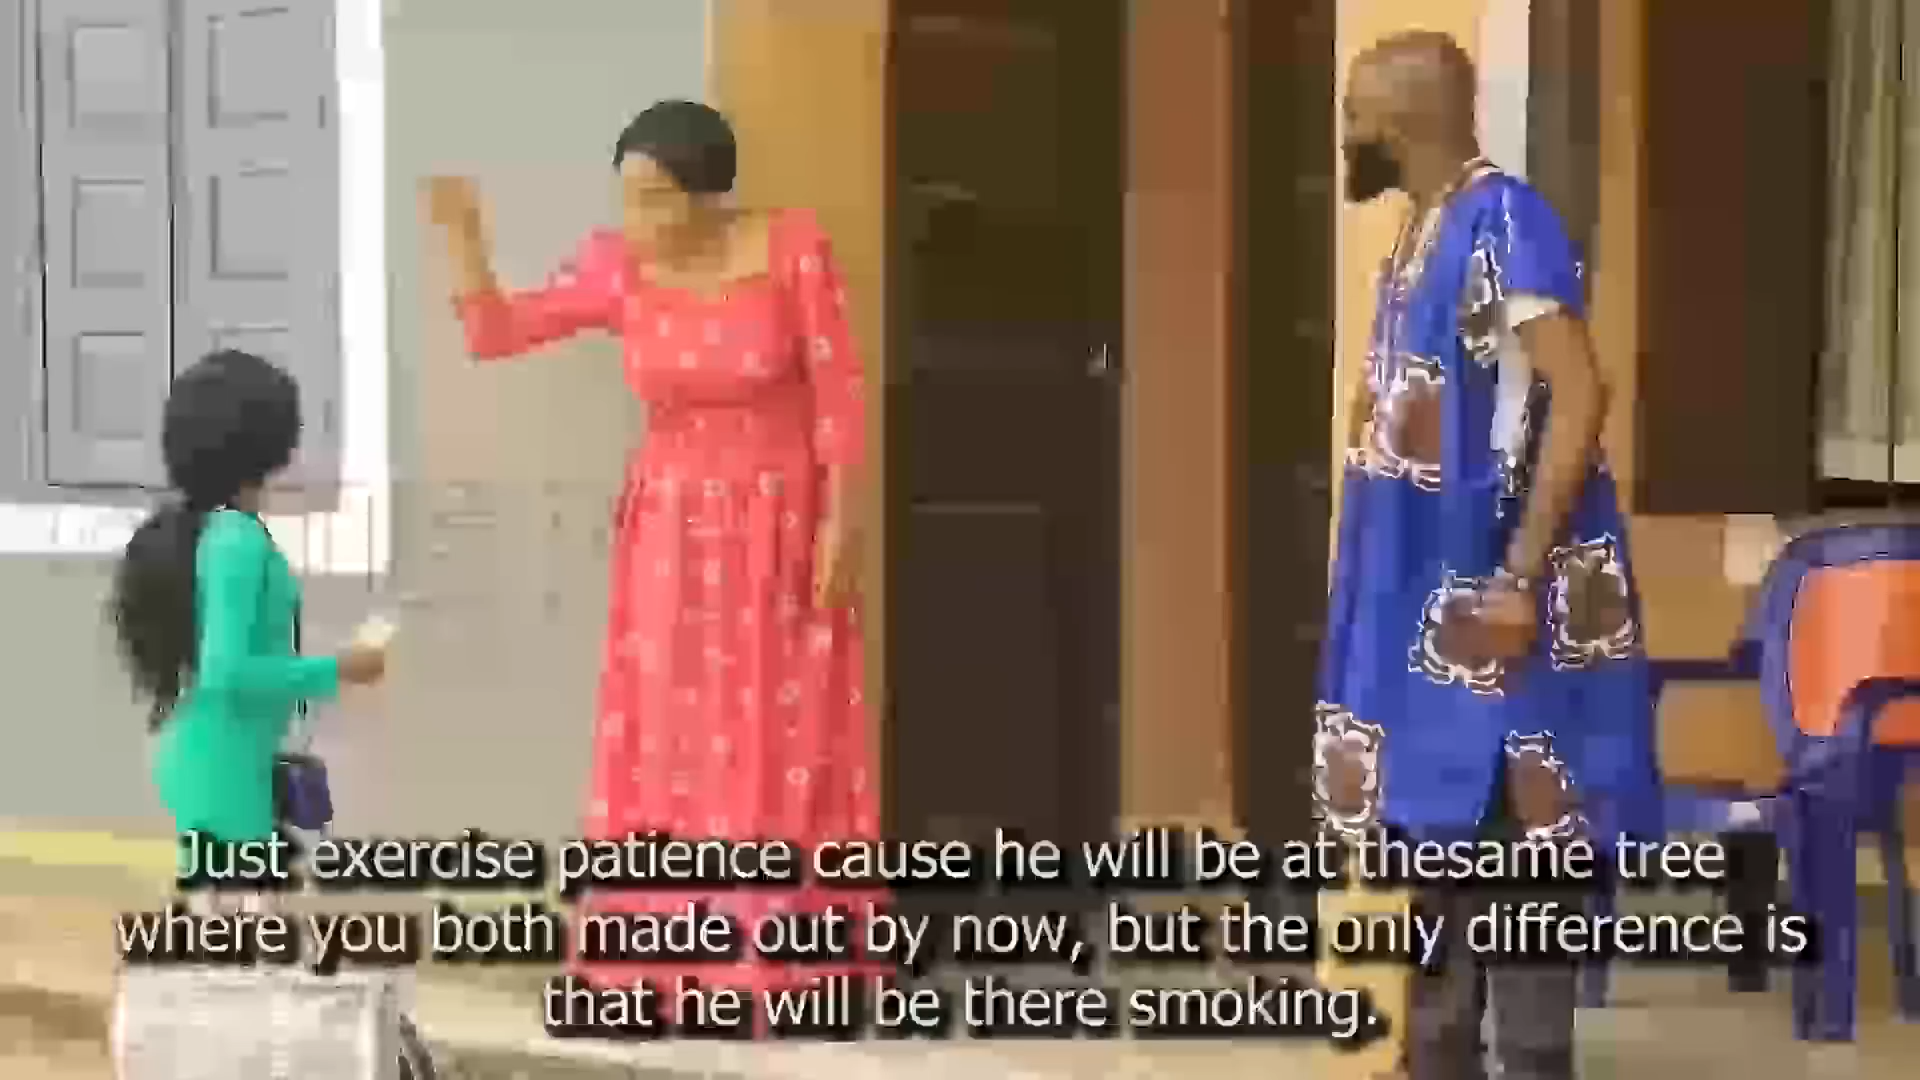 Just exercise patience cause he will be at thesame tree
where you both made out by now, but the only difference is
that he will be there smoking.